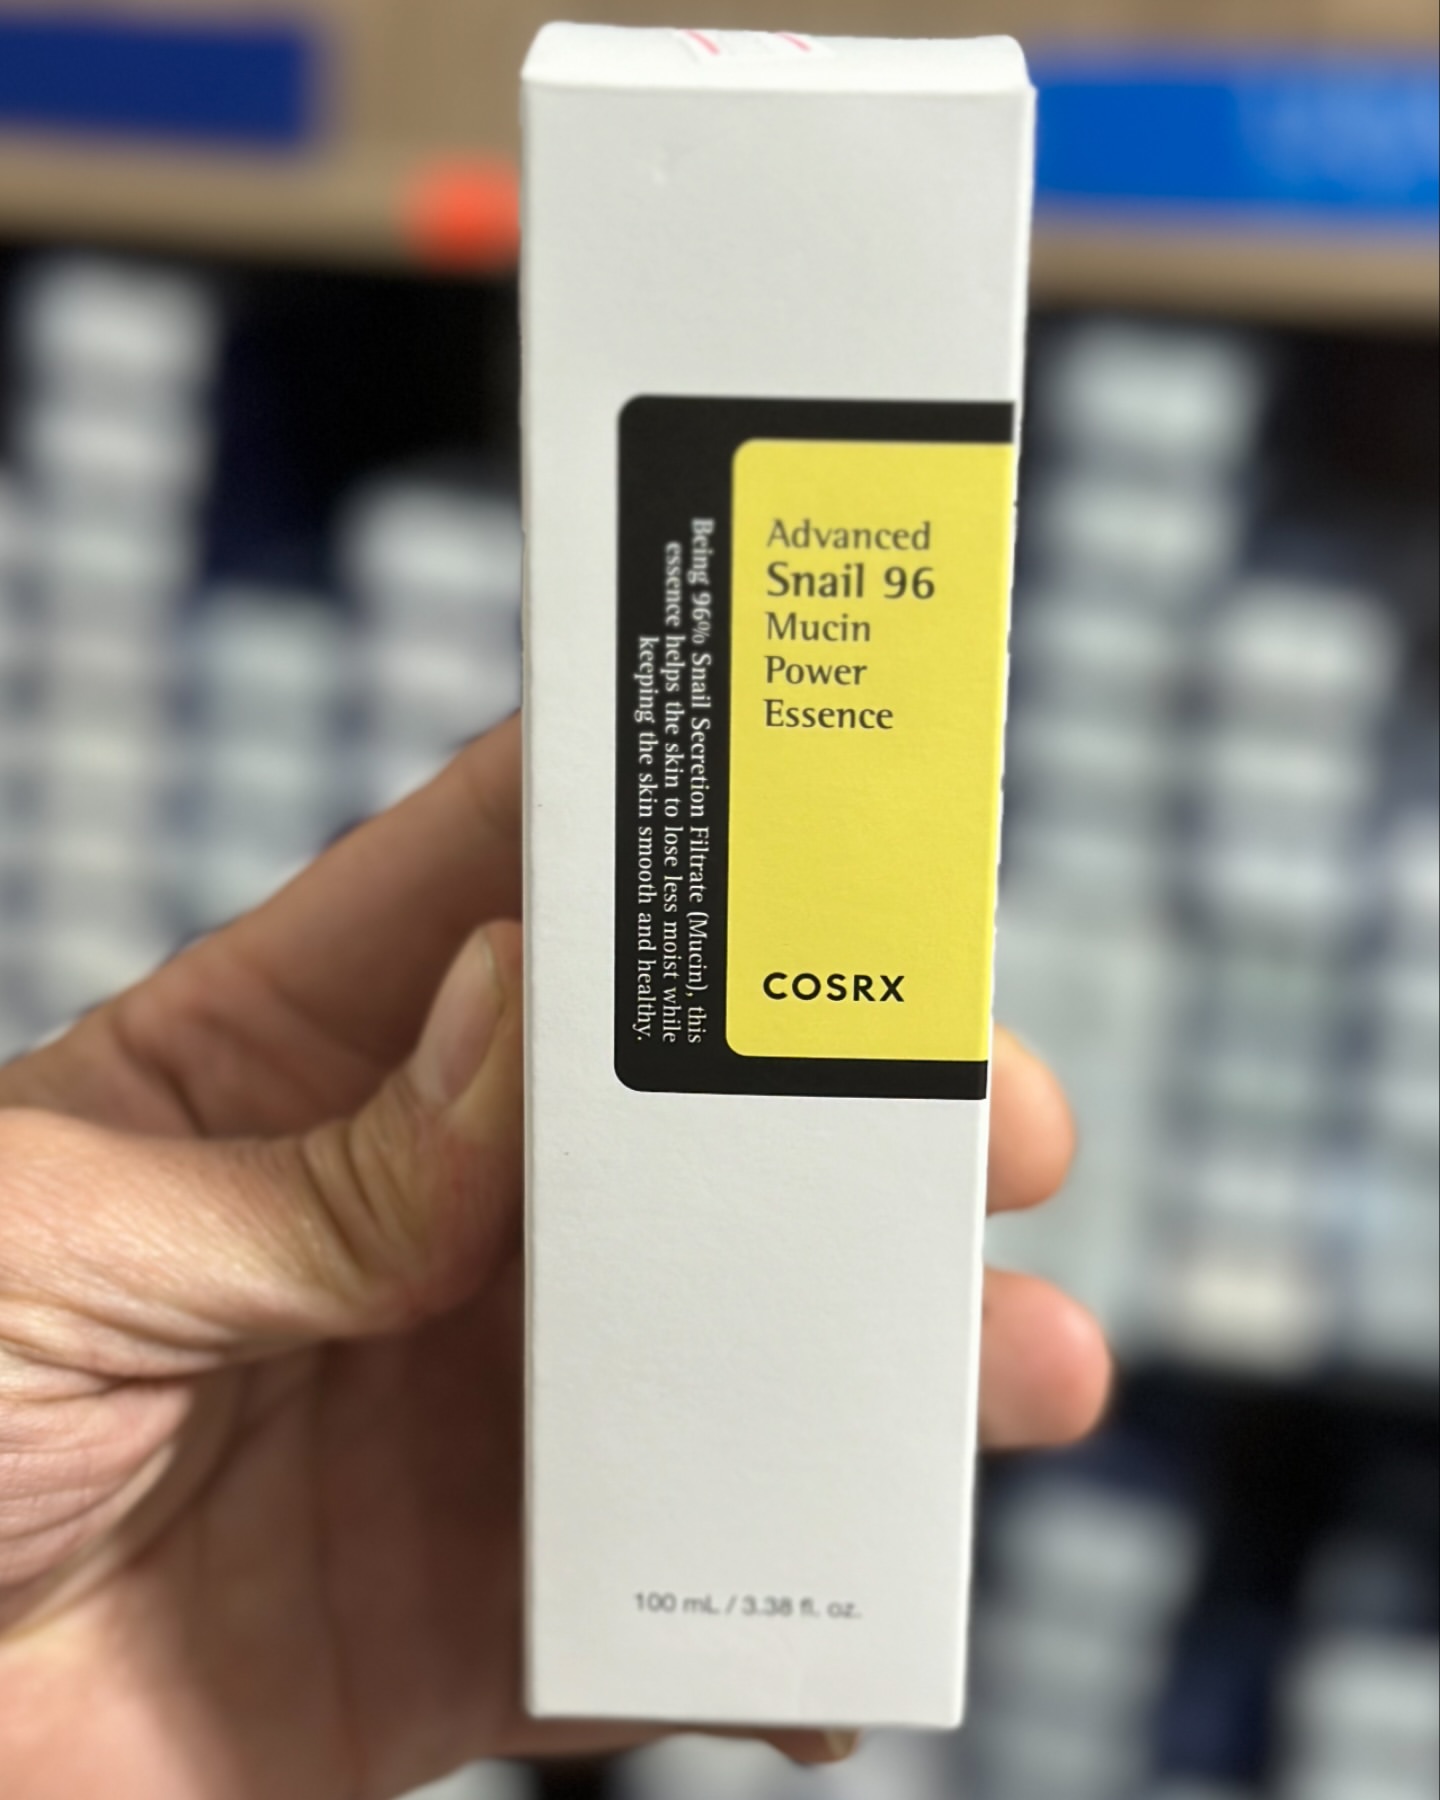 Advanced
Snail 96
Mucin
Power
Essence
COSRX
Being 96% Snail Secretion Filtrate (Mucin), this
essence helps the skin to lose less moist while
keeping the skin smooth and healthy.
100 mL / 3.38 fl. oz.